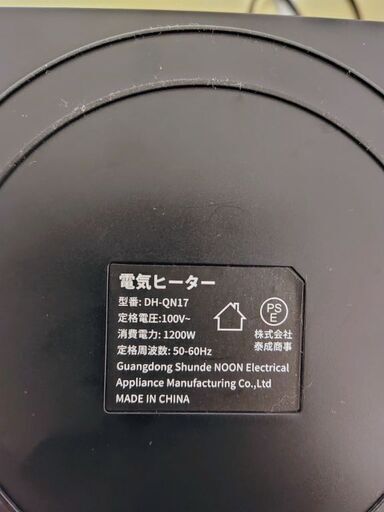 電気ヒーター
型番: DH-QN17
定格電圧:100V~
消費電力: 1200W
定格周波数: 50-60Hz
Guangdong Shunde NOON Electrical
Appliance Manufacturing Co.,Ltd
MADE IN CHINA
PS
E
株式会社
泰成商事